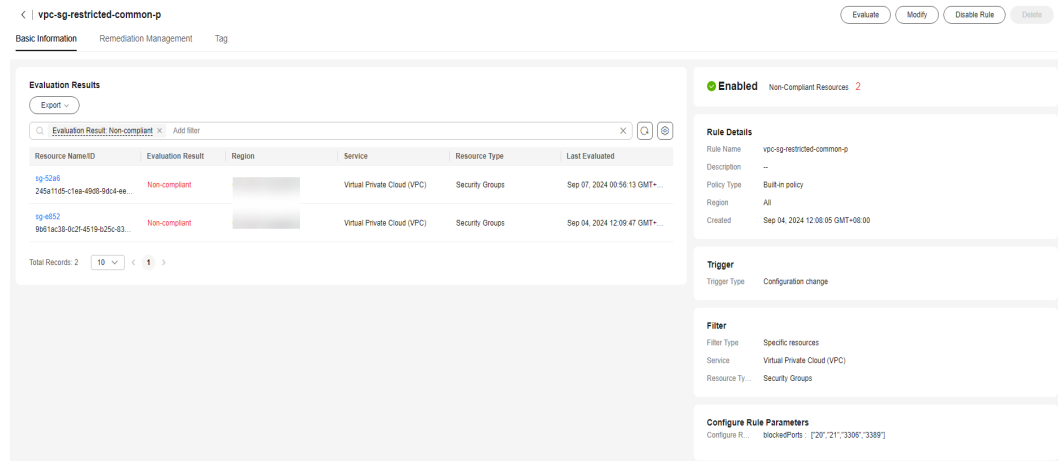 vpc-sg-restricted-common-p
Evaluate Modify Disable Rule Delete
Basic Information Remediation Management Tag
Evaluation Results
Export
Evaluation Result: Non-compliant × Add filter
Resource Name/ID Evaluation Result Region Service Resource Type Last Evaluated
sg-52a6
245a11d5-c1ea-49d8-9dc4-ee...
Non-compliant Virtual Private Cloud (VPC) Security Groups Sep 07, 2024 00:56:13 GMT+...
sg-e852
9b61ac38-0c2f-4519-b25c-83...
Non-compliant Virtual Private Cloud (VPC) Security Groups Sep 04, 2024 12:09:47 GMT+...
Total Records: 2 10 < 1 >
Enabled Non-Compliant Resources 2
Rule Details
Rule Name vpc-sg-restricted-common-p
Description --
Policy Type Built-in policy
Region All
Created Sep 04, 2024 12:08:05 GMT+08:00
Trigger
Trigger Type Configuration change
Filter
Filter Type Specific resources
Service Virtual Private Cloud (VPC)
Resource Ty... Security Groups
Configure Rule Parameters
Configure R... blockedPorts : ["20","21","3306","3389"]